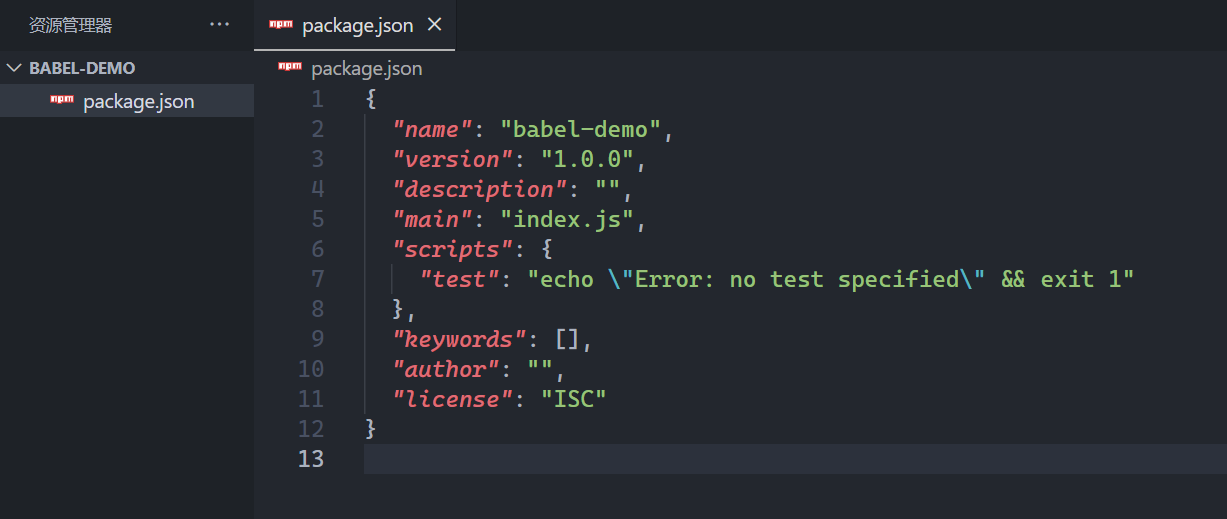 资源管理器 ···
package.json
BABEL-DEMO
npm package.json
npm package.json
1 {
2 "name": "babel-demo",
3 "version": "1.0.0",
4 "description": "",
5 "main": "index.js",
6 "scripts": {
7 "test": "echo \"Error: no test specified\" && exit 1"
8 },
9 "keywords": [],
10 "author": "",
11 "license": "ISC"
12 }
13